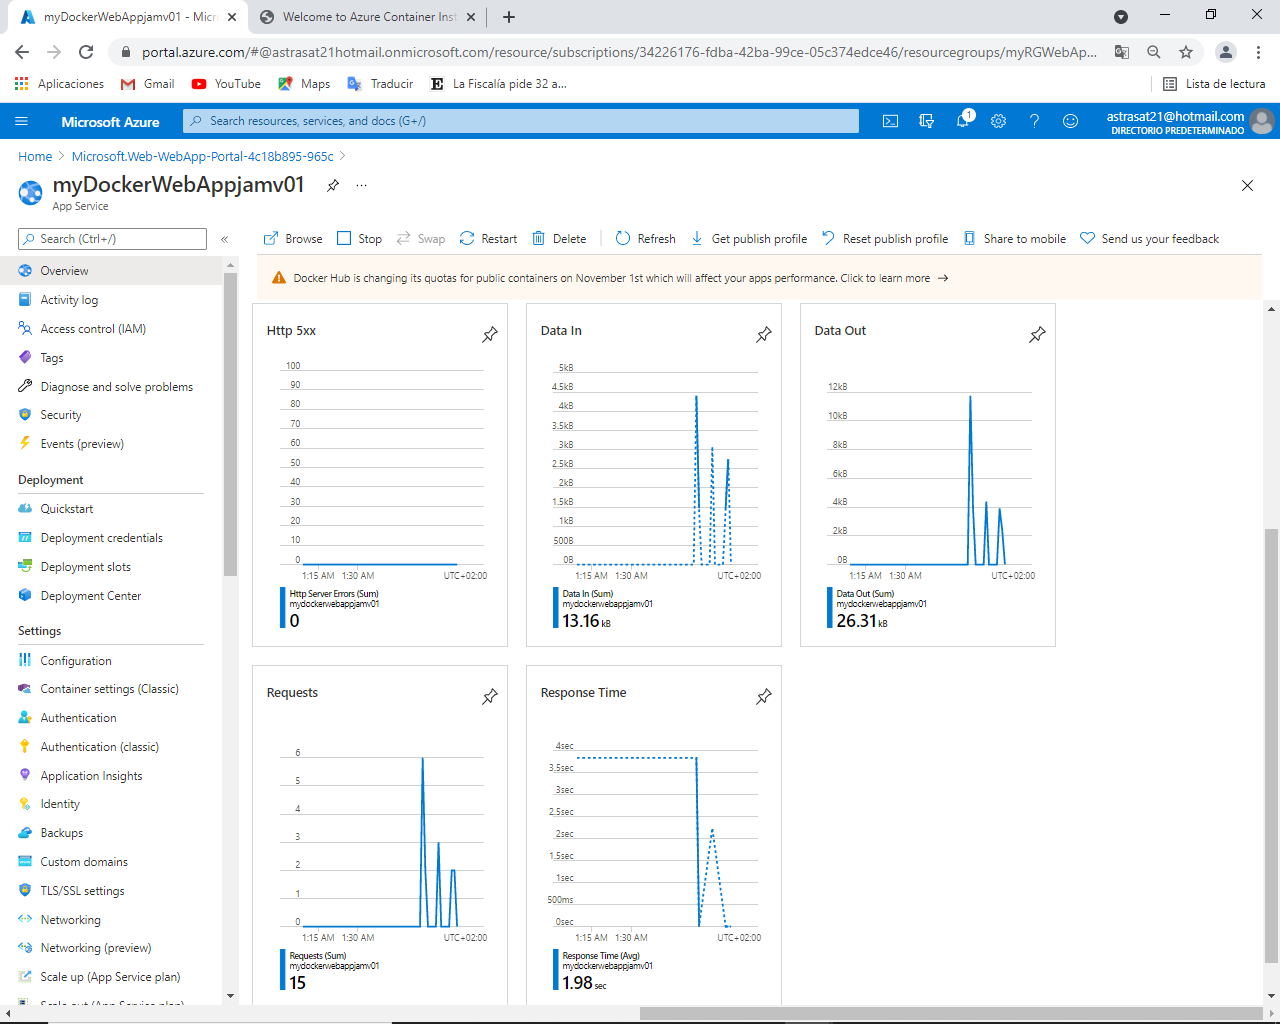 myDockerWebAppjamv01 - Micr
Welcome to Azure Container Inst
portal.azure.com/#@astrasat21hotmail.onmicrosoft.com/resource/subscriptions/34226176-fdba-42ba-99ce-05c374edce46/resourcegroups/myRGWebAp...
Aplicaciones
Gmail
YouTube
Maps
Traducir
La Fiscalía pide 32 a...
Lista de lectura
Microsoft Azure
Search resources, services, and docs (G+/)
1
astrasat21@hotmail.com
DIRECTORIO PREDETERMINADO
Home > Microsoft.Web-WebApp-Portal-4c18b895-965c >
myDockerWebAppjamv01
...
App Service
Search (Ctrl+/)
«
Browse
Stop
Swap
Restart
Delete
Refresh
Get publish profile
Reset publish profile
Share to mobile
Send us your feedback
Docker Hub is changing its quotas for public containers on November 1st which will affect your apps performance. Click to learn more →
Overview
Activity log
Access control (IAM)
Tags
Diagnose and solve problems
Security
Events (preview)
Deployment
Quickstart
Deployment credentials
Deployment slots
Deployment Center
Settings
Configuration
Container settings (Classic)
Authentication
Authentication (classic)
Application Insights
Identity
Backups
Custom domains
TLS/SSL settings
Networking
Networking (preview)
Scale up (App Service plan)
Scale out (App Service plan)
Http 5xx
100
90
80
70
60
50
40
30
20
10
0
1:15 AM 1:30 AM UTC+02:00
Http Server Errors (Sum)
mydockerwebappjamv01
0
Data In
5kB
4.5kB
4kB
3.5kB
3kB
2.5kB
2kB
1.5kB
1kB
500B
0B
1:15 AM 1:30 AM UTC+02:00
Data In (Sum)
mydockerwebappjamv01
13.16 kB
Data Out
12kB
10kB
8kB
6kB
4kB
2kB
0B
1:15 AM 1:30 AM UTC+02:00
Data Out (Sum)
mydockerwebappjamv01
26.31 kB
Requests
6
5
4
3
2
1
0
1:15 AM 1:30 AM UTC+02:00
Requests (Sum)
mydockerwebappjamv01
15
Response Time
4sec
3.5sec
3sec
2.5sec
2sec
1.5sec
1sec
500ms
0sec
1:15 AM 1:30 AM UTC+02:00
Response Time (Avg)
mydockerwebappjamv01
1.98 sec